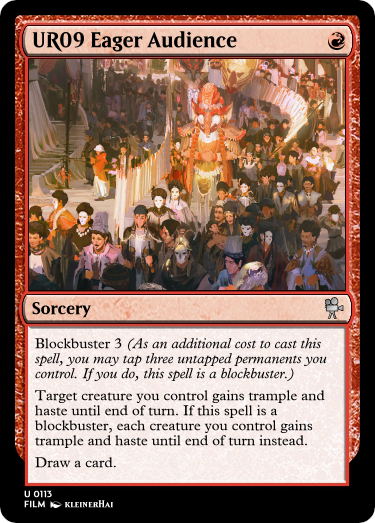 UR09 Eager Audience
Sorcery
Blockbuster 3 (As an additional cost to cast this
spell, you may tap three untapped permanents you
control. If you do, this spell is a blockbuster.)
Target creature you control gains trample and
haste until end of turn. If this spell is a
blockbuster, each creature you control gains
trample and haste until end of turn instead.
Draw a card.
U 0113
FILM KLEINERHAI